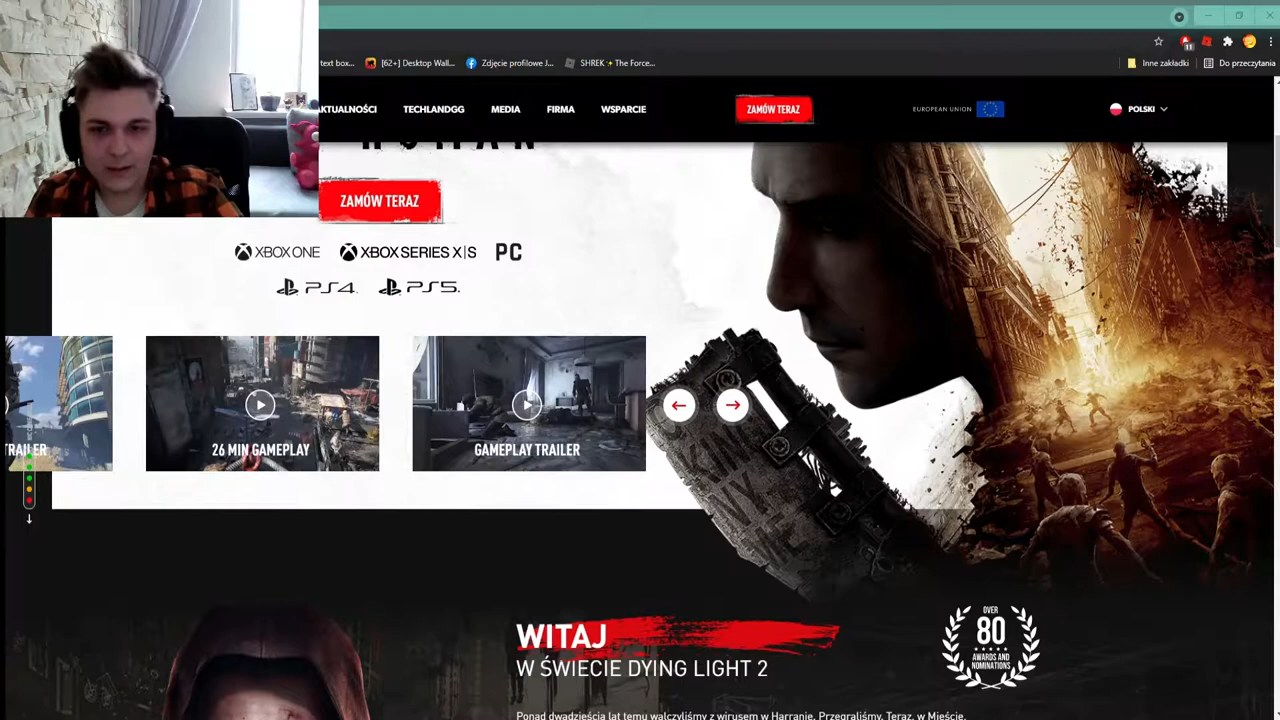 text box...
[62+] Desktop Wall...
Zdjęcie profilowe J...
SHREK ✨ The Force...
Inne zakładki
Do przeczytania
11
AKTUALNOŚCI
TECHLANDGG
MEDIA
FIRMA
WSPARCIE
ZAMÓW TERAZ
EUROPEAN UNION
POLSKI
HUMAN
ZAMÓW TERAZ
XBOX ONE
XBOX SERIES X|S
PC
PS4
PS5
TRAILER
26 MIN GAMEPLAY
GAMEPLAY TRAILER
WITAJ
W ŚWIECIE DYING LIGHT 2
OVER
80
AWARDS AND
NOMINATIONS
Ponad dwadzieścia lat temu walczyliśmy z wirusem w Harranie. Przegraliśmy. Teraz, w Mieście,